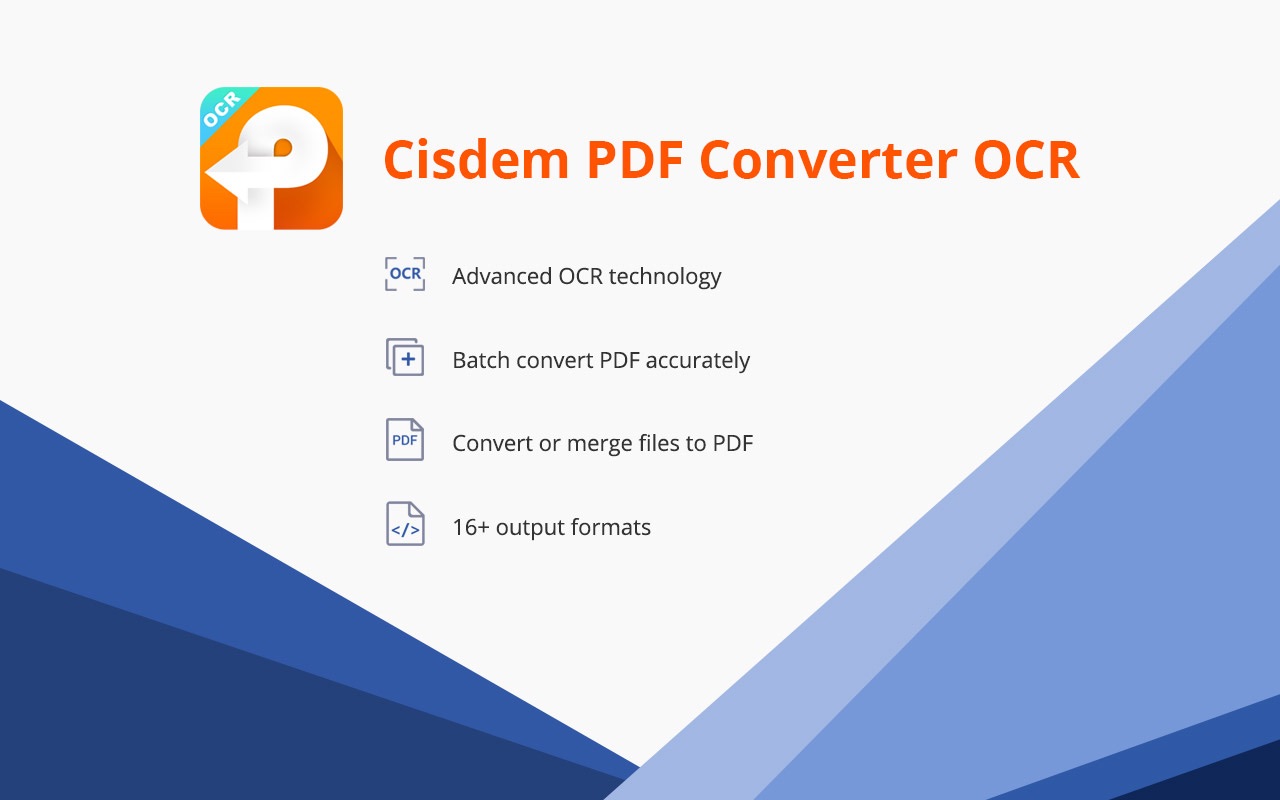 OCR
Cisdem PDF Converter OCR
OCR
Advanced OCR technology
Batch convert PDF accurately
PDF
Convert or merge files to PDF
</>
16+ output formats